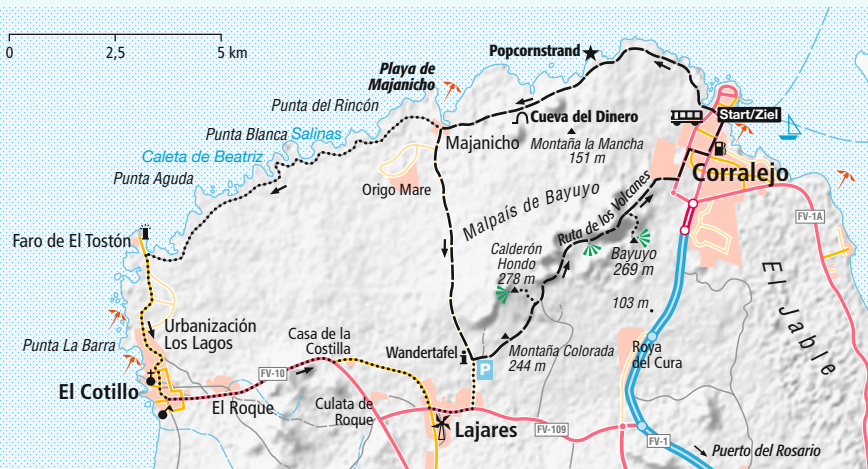 0
2,5
5 km
Popcornstrand
Playa de
Majanicho
Punta del Rincón
Cueva del Dinero
Start/Ziel
Punta Blanca
Salinas
Majanicho
Montaña la Mancha
151 m
Caleta de Beatriz
Corralejo
Punta Aguda
Origo Mare
Malpaís de Bayuyo
Ruta de los Volcanes
FV-1A
Faro de El Tostón
Calderón
Hondo
278 m
Bayuyo
269 m
El Jable
103 m
Urbanización
Los Lagos
Casa de la
Costilla
Punta La Barra
Wandertafel
Montaña Colorada
244 m
Roya
del Cura
P
FV-10
El Cotillo
El Roque
Culata de
Roque
Lajares
FV-109
FV-1
Puerto del Rosario